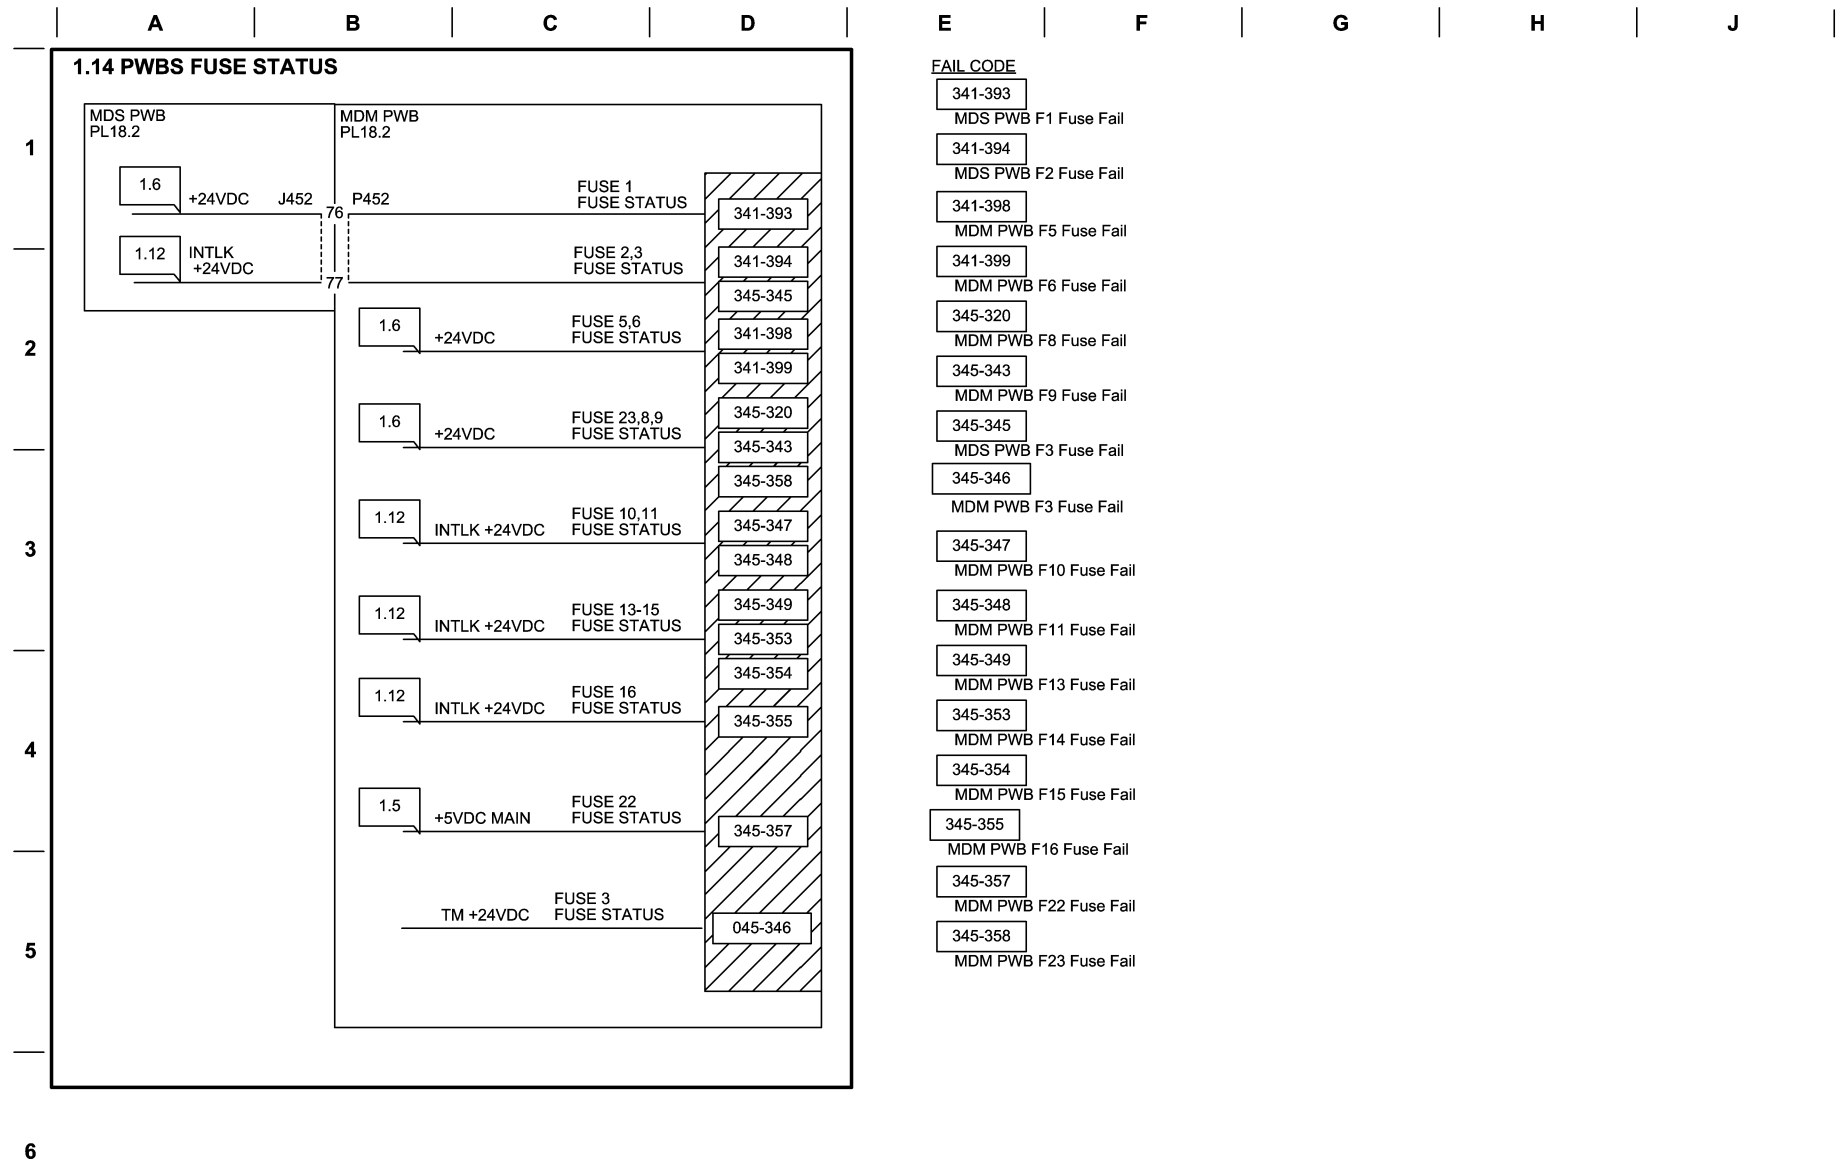 A B C D E F G H J
1.14 PWBS FUSE STATUS
MDS PWB
PL18.2
MDM PWB
PL18.2
1
1.6
+24VDC J452 76 P452
FUSE 1
FUSE STATUS
341-393
1.12
INTLK
+24VDC
77
FUSE 2,3
FUSE STATUS
341-394
345-345
2
1.6
+24VDC
FUSE 5,6
FUSE STATUS
341-398
341-399
1.6
+24VDC
FUSE 23,8,9
FUSE STATUS
345-320
345-343
345-358
3
1.12
INTLK +24VDC
FUSE 10,11
FUSE STATUS
345-347
345-348
1.12
INTLK +24VDC
FUSE 13-15
FUSE STATUS
345-349
345-353
345-354
1.12
INTLK +24VDC
FUSE 16
FUSE STATUS
345-355
4
1.5
+5VDC MAIN
FUSE 22
FUSE STATUS
345-357
TM +24VDC
FUSE 3
FUSE STATUS
045-346
5
6
FAIL CODE
341-393
MDS PWB F1 Fuse Fail
341-394
MDS PWB F2 Fuse Fail
341-398
MDM PWB F5 Fuse Fail
341-399
MDM PWB F6 Fuse Fail
345-320
MDM PWB F8 Fuse Fail
345-343
MDM PWB F9 Fuse Fail
345-345
MDS PWB F3 Fuse Fail
345-346
MDM PWB F3 Fuse Fail
345-347
MDM PWB F10 Fuse Fail
345-348
MDM PWB F11 Fuse Fail
345-349
MDM PWB F13 Fuse Fail
345-353
MDM PWB F14 Fuse Fail
345-354
MDM PWB F15 Fuse Fail
345-355
MDM PWB F16 Fuse Fail
345-357
MDM PWB F22 Fuse Fail
345-358
MDM PWB F23 Fuse Fail